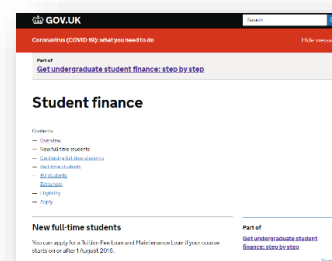 GOV.UK
Search
Coronavirus (COVID 19): what you need to do
Part of
Get undergraduate student finance: step by step
Student finance
Contents
— Overview
— New full time students
— Continuing full-time students
— Part-time students
— EU students
Extra help
— Eligibility
— Apply
New full-time students
You can apply for a Tuition Fee Loan and Maintenance Loan if your course
starts on or after 1 August 2016.
Part of
Get undergraduate student
finance: step by step